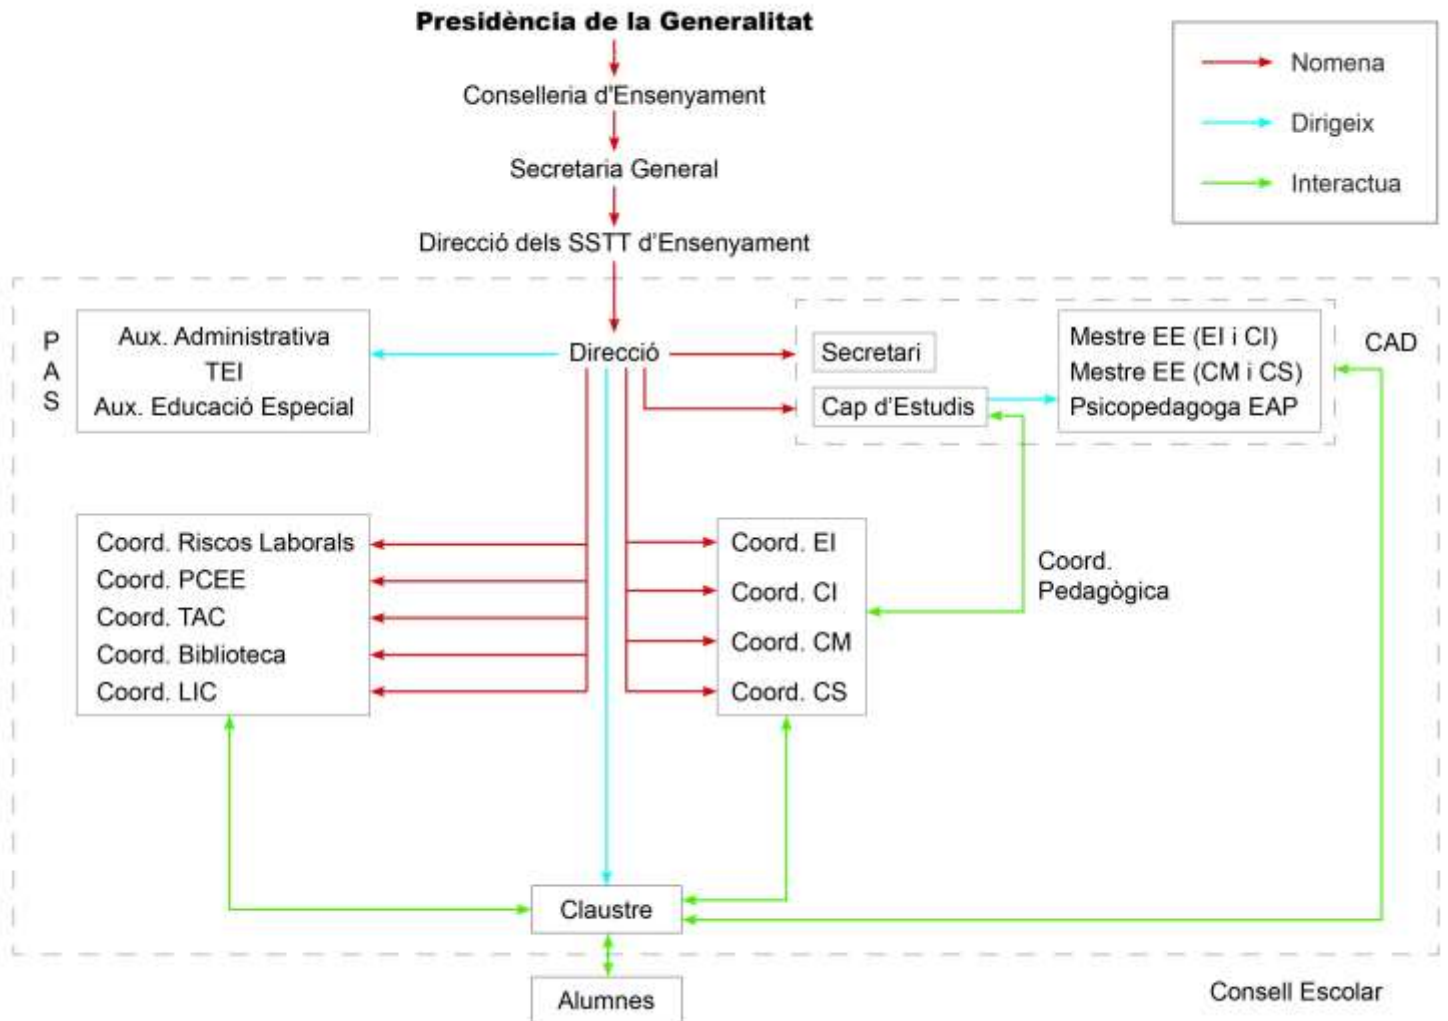 Presidència de la Generalitat
Conselleria d'Ensenyament
Secretaria General
Direcció dels SSTT d'Ensenyament
Nomena
Dirigeix
Interactua
P
A
S
Aux. Administrativa
TEI
Aux. Educació Especial
Direcció
Secretari
Cap d'Estudis
Mestre EE (EI i CI)
Mestre EE (CM i CS)
Psicopedagoga EAP
CAD
Coord. Riscos Laborals
Coord. PCEE
Coord. TAC
Coord. Biblioteca
Coord. LIC
Coord. EI
Coord. CI
Coord. CM
Coord. CS
Coord.
Pedagògica
Claustre
Alumnes
Consell Escolar